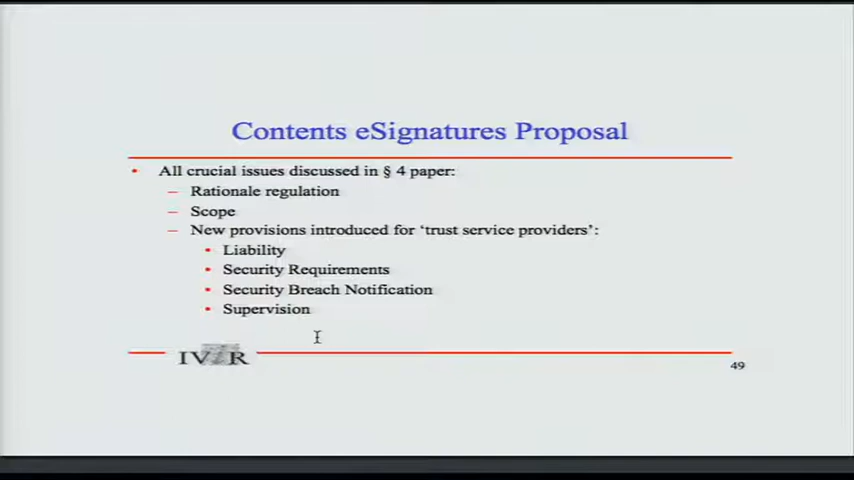 Contents eSignatures Proposal
• All crucial issues discussed in § 4 paper:
– Rationale regulation
– Scope
– New provisions introduced for ‘trust service providers’:
• Liability
• Security Requirements
• Security Breach Notification
• Supervision
IViR
49